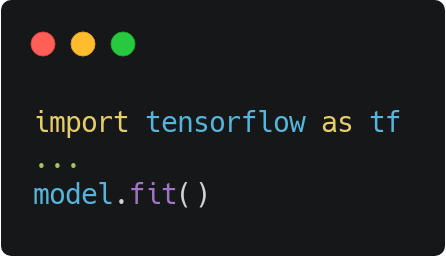 import tensorflow as tf
...
model.fit()